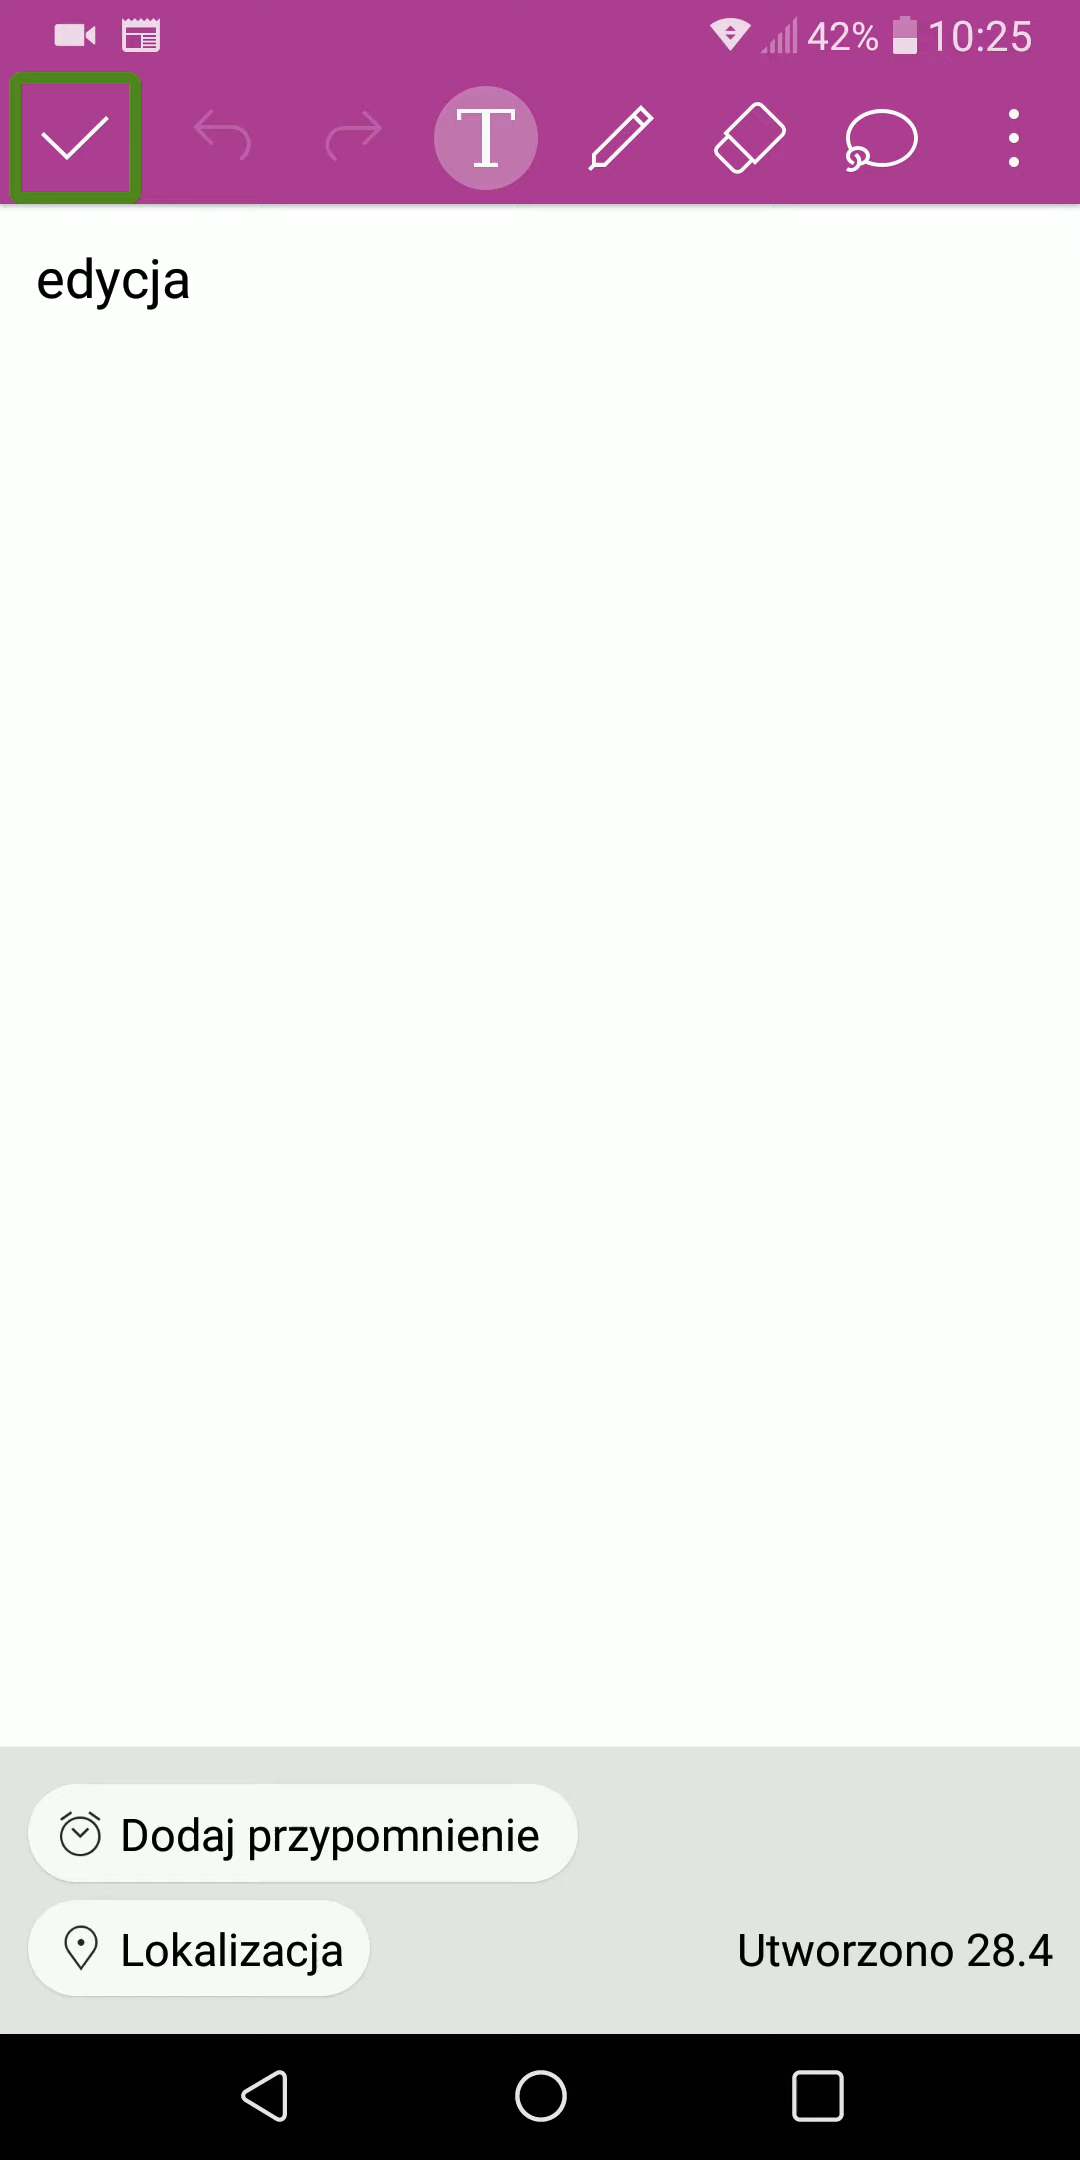 42% 10:25
T
edycja
Dodaj przypomnienie
Lokalizacja
Utworzono 28.4